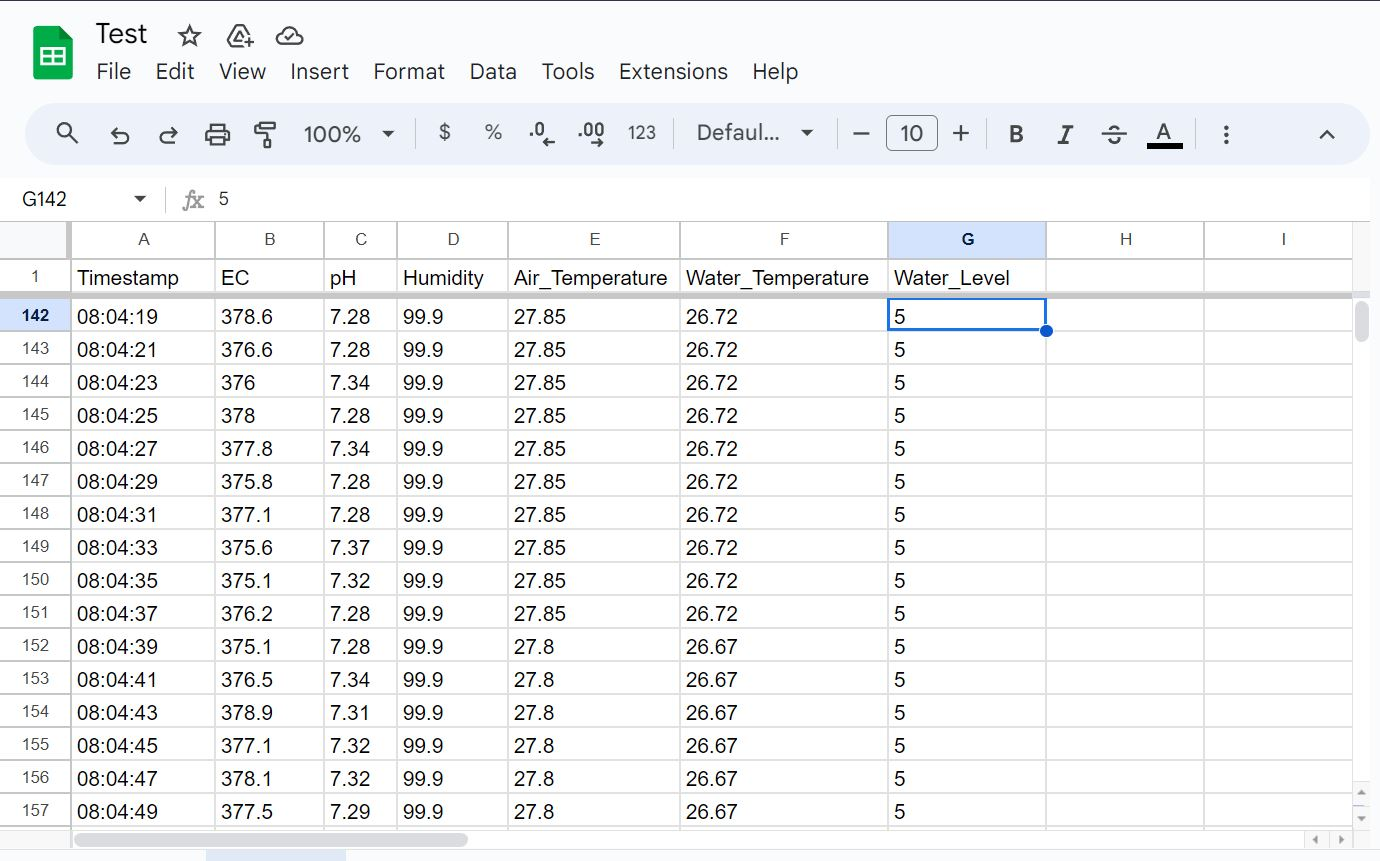 Test
File Edit View Insert Format Data Tools Extensions Help
100% $ % .0 .00 123 Defaul... 10 B I S A
G142 fx 5
A B C D E F G H I
1 Timestamp EC pH Humidity Air_Temperature Water_Temperature Water_Level
142 08:04:19 378.6 7.28 99.9 27.85 26.72 5
143 08:04:21 376.6 7.28 99.9 27.85 26.72 5
144 08:04:23 376 7.34 99.9 27.85 26.72 5
145 08:04:25 378 7.28 99.9 27.85 26.72 5
146 08:04:27 377.8 7.34 99.9 27.85 26.72 5
147 08:04:29 375.8 7.28 99.9 27.85 26.72 5
148 08:04:31 377.1 7.28 99.9 27.85 26.72 5
149 08:04:33 375.6 7.37 99.9 27.85 26.72 5
150 08:04:35 375.1 7.32 99.9 27.85 26.72 5
151 08:04:37 376.2 7.28 99.9 27.85 26.72 5
152 08:04:39 375.1 7.28 99.9 27.8 26.67 5
153 08:04:41 376.5 7.34 99.9 27.8 26.67 5
154 08:04:43 378.9 7.31 99.9 27.8 26.67 5
155 08:04:45 377.1 7.32 99.9 27.8 26.67 5
156 08:04:47 378.1 7.32 99.9 27.8 26.67 5
157 08:04:49 377.5 7.29 99.9 27.8 26.67 5